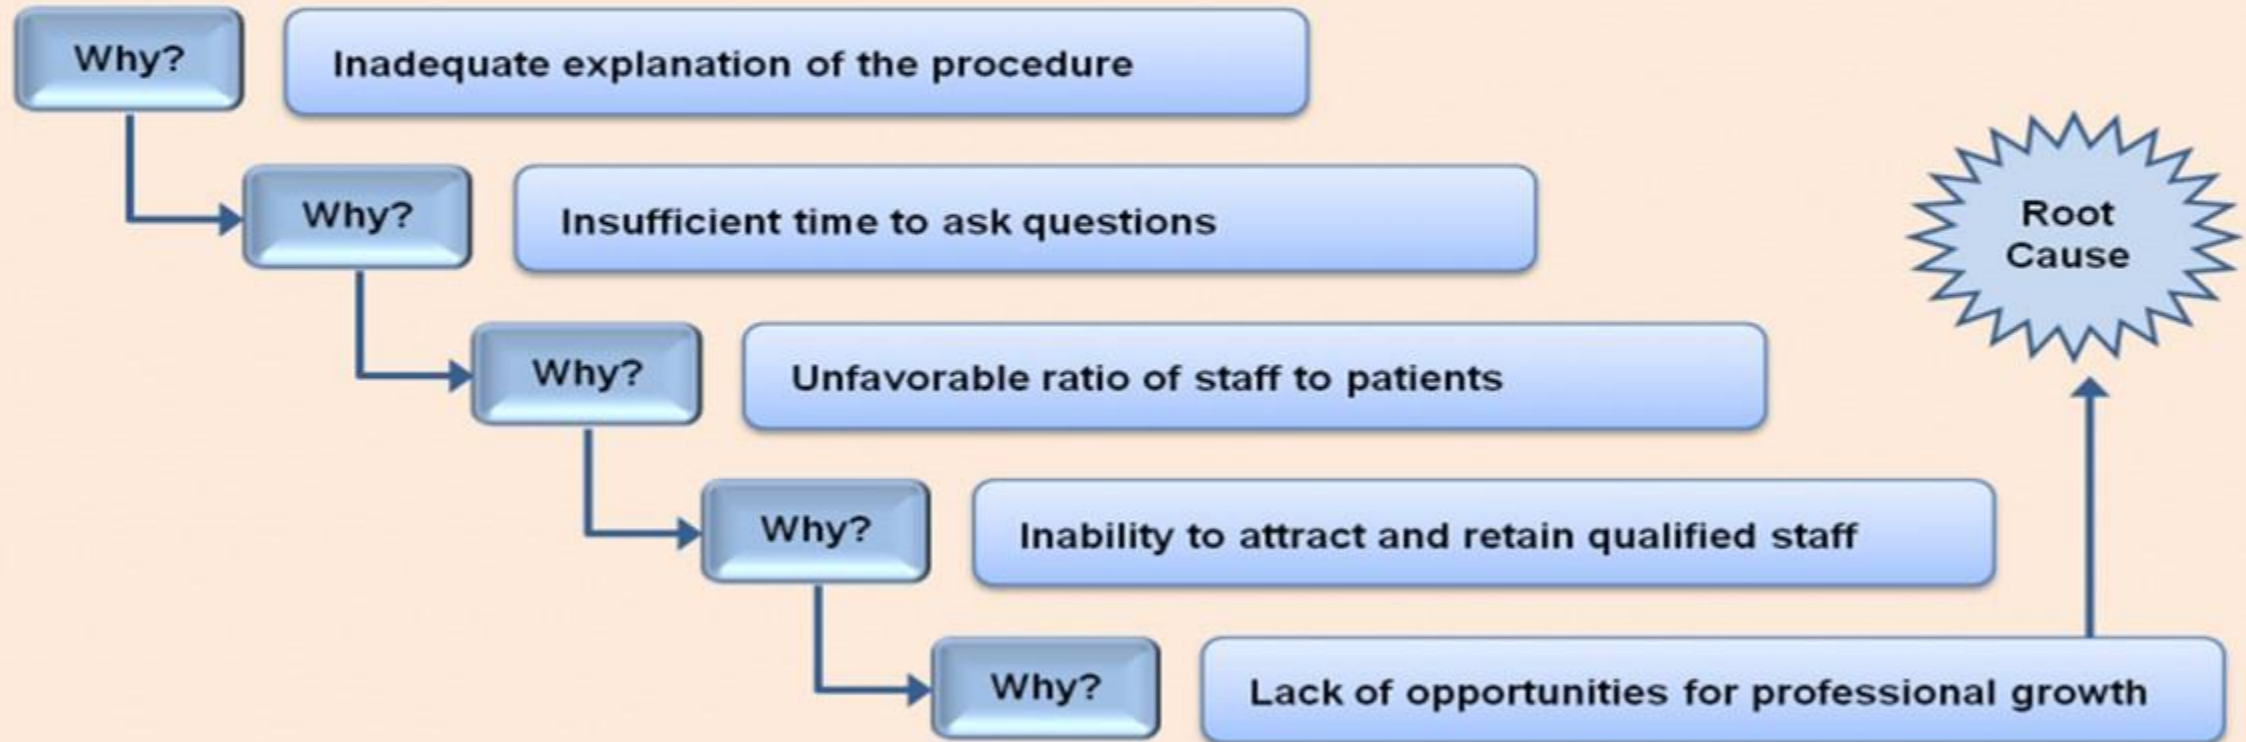 Why?
Inadequate explanation of the procedure
Why?
Insufficient time to ask questions
Root
Cause
Why?
Unfavorable ratio of staff to patients
Why?
Inability to attract and retain qualified staff
Why?
Lack of opportunities for professional growth